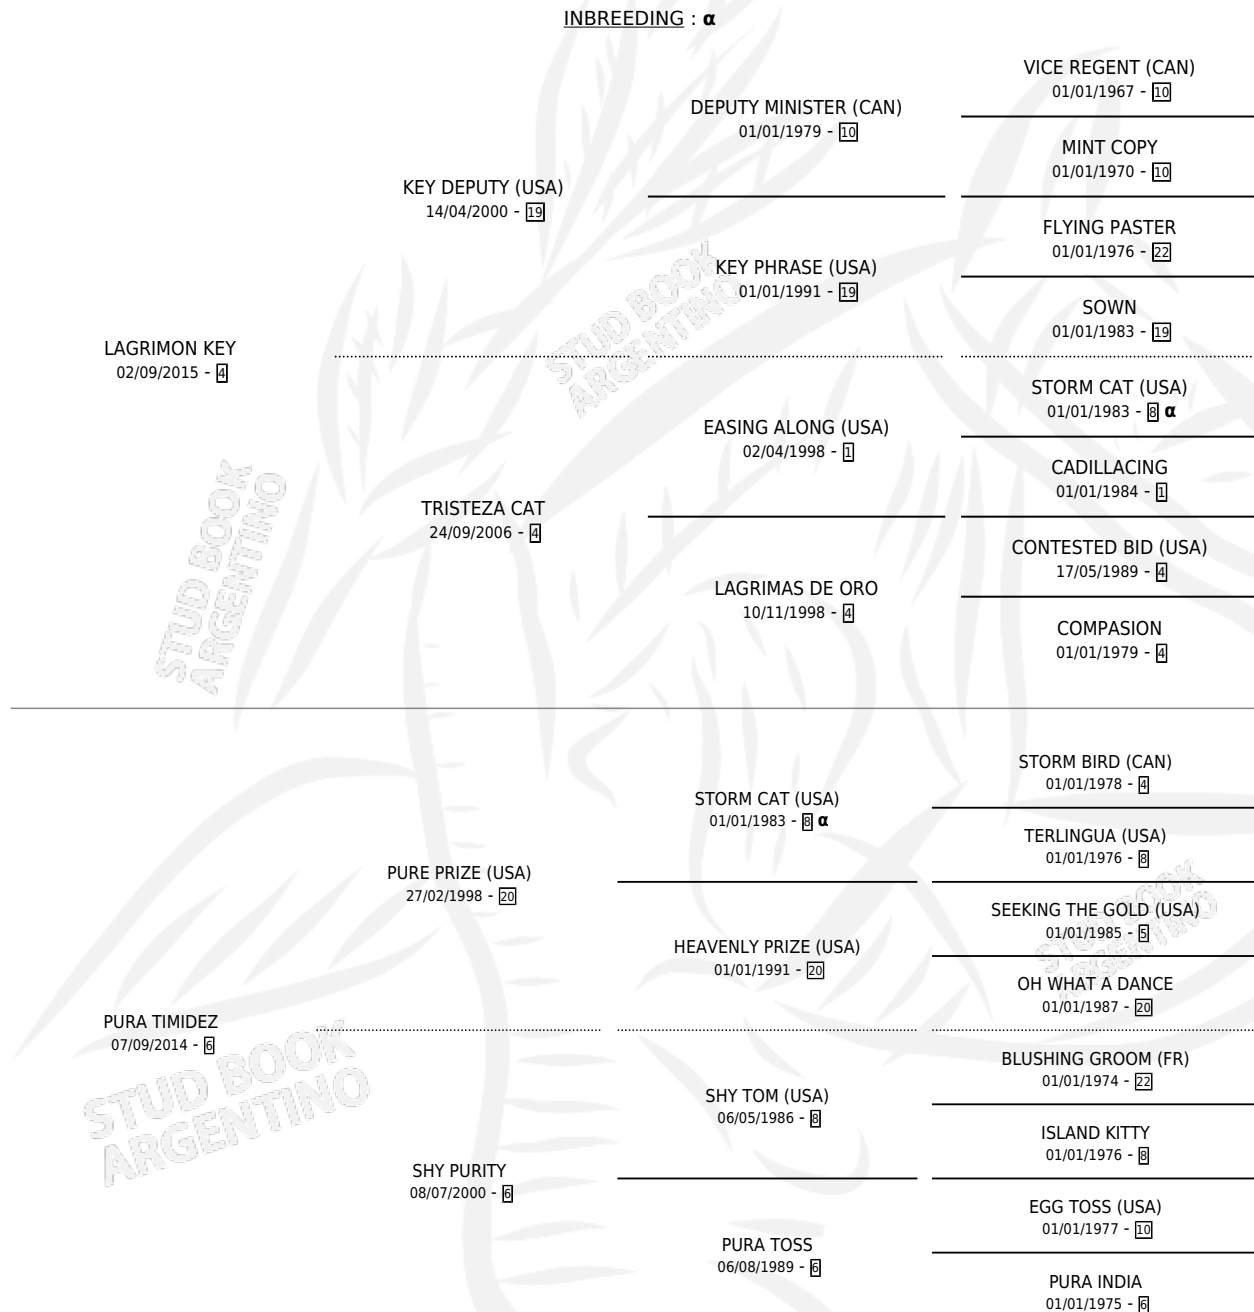 INBREEDING : α
VICE REGENT (CAN)
01/01/1967 - 10
DEPUTY MINISTER (CAN)
01/01/1979 - 10
MINT COPY
01/01/1970 - 10
KEY DEPUTY (USA)
14/04/2000 - 19
FLYING PASTER
01/01/1976 - 22
KEY PHRASE (USA)
01/01/1991 - 19
SOWN
01/01/1983 - 19
LAGRIMON KEY
02/09/2015 - 4
STORM CAT (USA)
01/01/1983 - 8 α
EASING ALONG (USA)
02/04/1998 - 1
CADILLACING
01/01/1984 - 1
TRISTEZA CAT
24/09/2006 - 4
CONTESTED BID (USA)
17/05/1989 - 4
LAGRIMAS DE ORO
10/11/1998 - 4
COMPASION
01/01/1979 - 4
STORM BIRD (CAN)
01/01/1978 - 4
STORM CAT (USA)
01/01/1983 - 8 α
TERLINGUA (USA)
01/01/1976 - 8
PURE PRIZE (USA)
27/02/1998 - 20
SEEKING THE GOLD (USA)
01/01/1985 - 5
HEAVENLY PRIZE (USA)
01/01/1991 - 20
OH WHAT A DANCE
01/01/1987 - 20
PURA TIMIDEZ
07/09/2014 - 6
BLUSHING GROOM (FR)
01/01/1974 - 22
SHY TOM (USA)
06/05/1986 - 8
ISLAND KITTY
01/01/1976 - 8
SHY PURITY
08/07/2000 - 6
EGG TOSS (USA)
01/01/1977 - 10
PURA TOSS
06/08/1989 - 6
PURA INDIA
01/01/1975 - 6
STUD BOOK
ARGENTINO
STUD BOOK
ARGENTINO
STUD BOOK
ARGENTINO
STUD BOOK
ARGENTINO